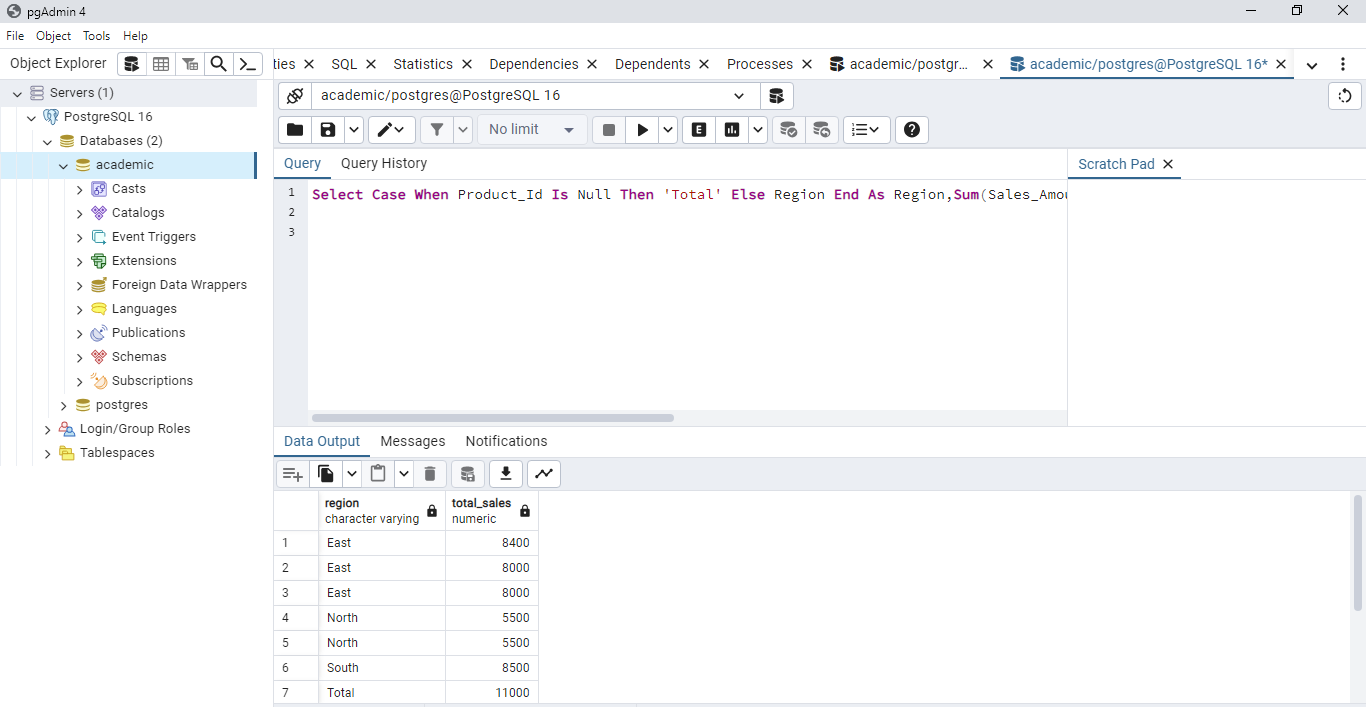 pgAdmin 4
File Object Tools Help
Object Explorer
ties SQL Statistics Dependencies Dependents Processes academic/postgr... academic/postgres@PostgreSQL 16*
Servers (1)
PostgreSQL 16
Databases (2)
academic
Casts
Catalogs
Event Triggers
Extensions
Foreign Data Wrappers
Languages
Publications
Schemas
Subscriptions
postgres
Login/Group Roles
Tablespaces
academic/postgres@PostgreSQL 16
No limit
E
Query Query History
Scratch Pad
1 Select Case When Product_Id Is Null Then 'Total' Else Region End As Region,Sum(Sales_Amou
2
3
Data Output Messages Notifications
region total_sales
character varying numeric
1 East 8400
2 East 8000
3 East 8000
4 North 5500
5 North 5500
6 South 8500
7 Total 11000